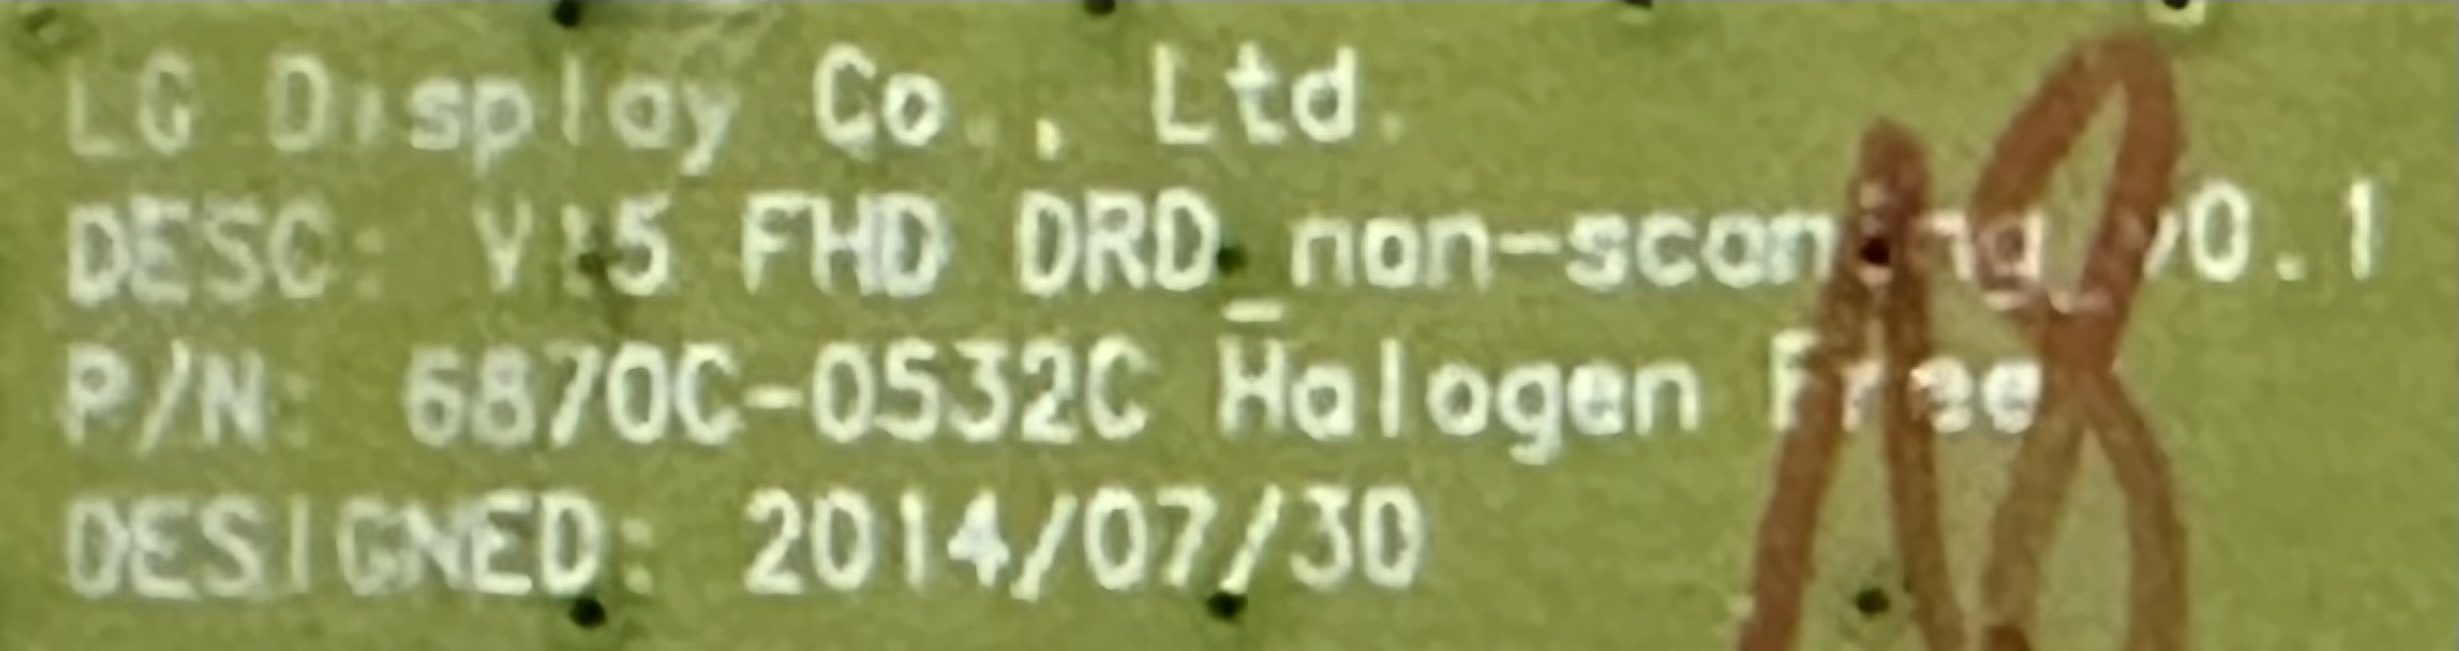 LG Display Co., Ltd.
DESC: V15 FHD DRD_non-scanning_v0.1
P/N: 6870C-0532C Halogen Free
DESIGNED: 2014/07/30